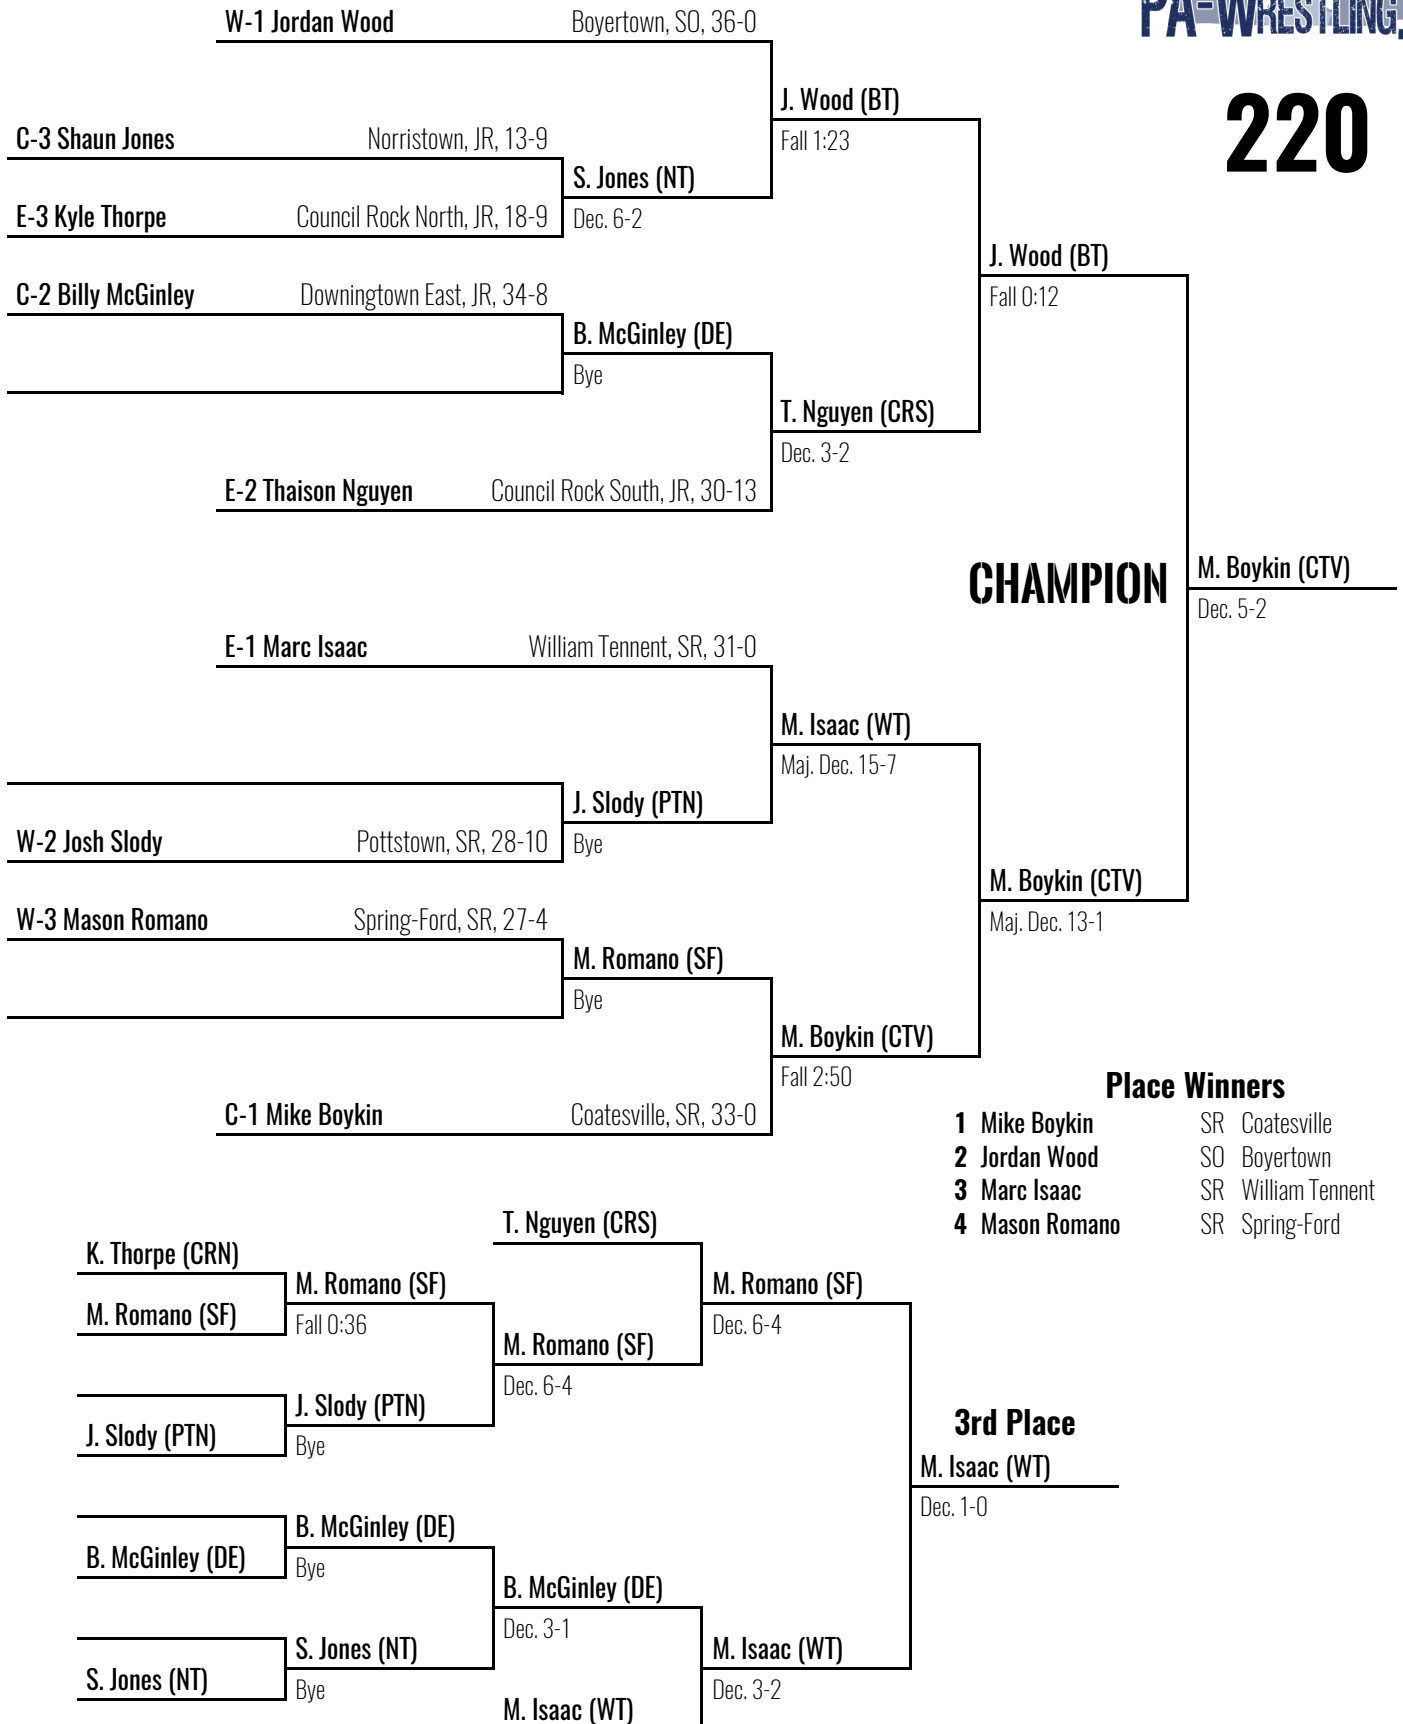 PA-WRESTLING.
220
W-1 Jordan Wood Boyertown, SO, 36-0
J. Wood (BT)
Fall 1:23
C-3 Shaun Jones Norristown, JR, 13-9
S. Jones (NT)
Dec. 6-2
E-3 Kyle Thorpe Council Rock North, JR, 18-9
J. Wood (BT)
Fall 0:12
C-2 Billy McGinley Downingtown East, JR, 34-8
B. McGinley (DE)
Bye
T. Nguyen (CRS)
Dec. 3-2
E-2 Thaison Nguyen Council Rock South, JR, 30-13
CHAMPION
M. Boykin (CTV)
Dec. 5-2
E-1 Marc Isaac William Tennent, SR, 31-0
M. Isaac (WT)
Maj. Dec. 15-7
J. Slody (PTN)
Bye
W-2 Josh Slody Pottstown, SR, 28-10
M. Boykin (CTV)
Maj. Dec. 13-1
W-3 Mason Romano Spring-Ford, SR, 27-4
M. Romano (SF)
Bye
M. Boykin (CTV)
Fall 2:50
C-1 Mike Boykin Coatesville, SR, 33-0
Place Winners
1 Mike Boykin SR Coatesville
2 Jordan Wood SO Boyertown
3 Marc Isaac SR William Tennent
4 Mason Romano SR Spring-Ford
T. Nguyen (CRS)
K. Thorpe (CRN)
M. Romano (SF)
Fall 0:36
M. Romano (SF)
M. Romano (SF)
Dec. 6-4
M. Romano (SF)
Dec. 6-4
J. Slody (PTN)
Bye
J. Slody (PTN)
3rd Place
M. Isaac (WT)
Dec. 1-0
B. McGinley (DE)
Bye
B. McGinley (DE)
B. McGinley (DE)
Dec. 3-1
S. Jones (NT)
Bye
S. Jones (NT)
M. Isaac (WT)
Dec. 3-2
M. Isaac (WT)